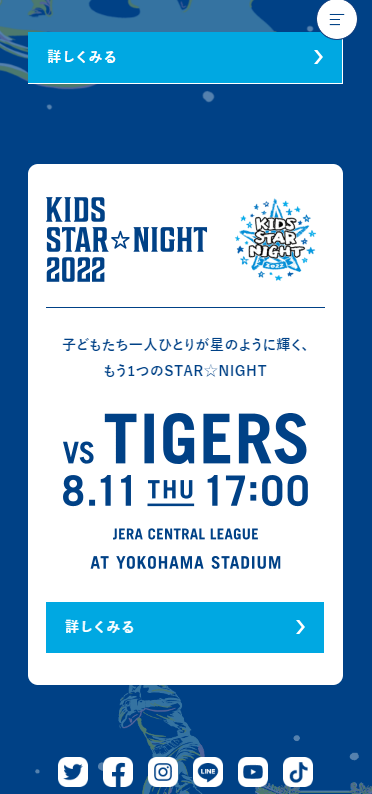 詳しくみる
KIDS
STAR☆NIGHT
2022
KIDS
STAR
NIGHT
2022
子どもたち一人ひとりが星のように輝く、
もう1つのSTAR☆NIGHT
VS TIGERS
8.11 THU 17:00
JERA CENTRAL LEAGUE
AT YOKOHAMA STADIUM
詳しくみる
LINE